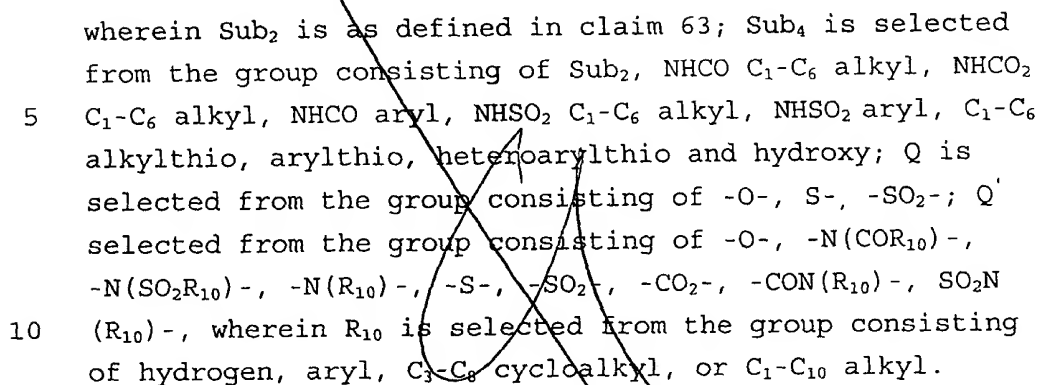 wherein Sub₂ is as defined in claim 63; Sub₄ is selected
from the group consisting of Sub₂, NHCO C₁-C₆ alkyl, NHCO₂
5 C₁-C₆ alkyl, NHCO aryl, NHSO₂ C₁-C₆ alkyl, NHSO₂ aryl, C₁-C₆
alkylthio, arylthio, heteroarylthio and hydroxy; Q is
selected from the group consisting of -O-, S-, -SO₂-; Q'
selected from the group consisting of -O-, -N(COR₁₀)-,
-N(SO₂R₁₀)-, -N(R₁₀)-, -S-, -SO₂-, -CO₂-, -CON(R₁₀)-, SO₂N
10 (R₁₀)-, wherein R₁₀ is selected from the group consisting
of hydrogen, aryl, C₃-C₈ cycloalkyl, or C₁-C₁₀ alkyl.